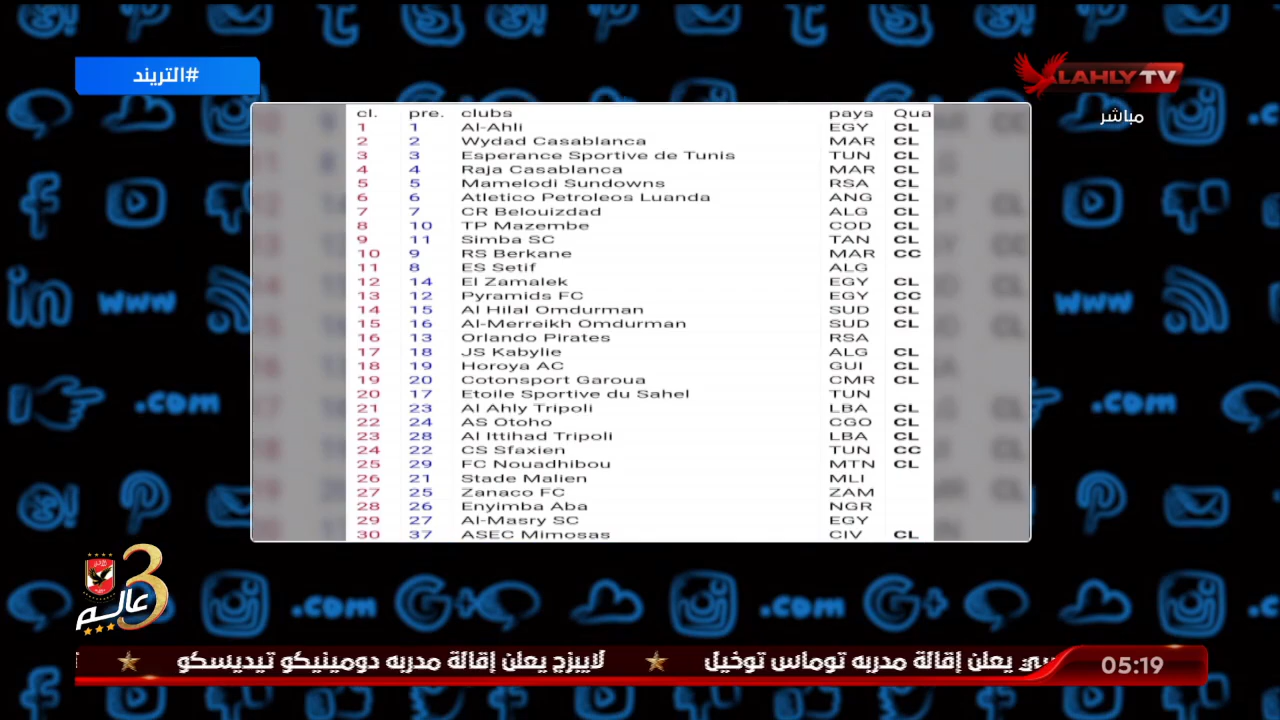 #التريند
ALAHLY TV
مباشر
cl. pre. clubs pays Qua
1 1 Al-Ahli EGY CL
2 2 Wydad Casablanca MAR CL
3 3 Esperance Sportive de Tunis TUN CL
4 4 Raja Casablanca MAR CL
5 5 Mamelodi Sundowns RSA CL
6 6 Atletico Petroleos Luanda ANG CL
7 7 CR Belouizdad ALG CL
8 10 TP Mazembe COD CL
9 11 Simba SC TAN CL
10 9 RS Berkane MAR CC
11 8 ES Setif ALG
12 14 El Zamalek EGY CL
13 12 Pyramids FC EGY CC
14 15 Al Hilal Omdurman SUD CL
15 16 Al-Merreikh Omdurman SUD CL
16 13 Orlando Pirates RSA
17 18 JS Kabylie ALG CL
18 19 Horoya AC GUI CL
19 20 Cotonsport Garoua CMR CL
20 17 Etoile Sportive du Sahel TUN
21 23 Al Ahly Tripoli LBA CL
22 24 AS Otoho CGO CL
23 28 Al Ittihad Tripoli LBA CL
24 22 CS Sfaxien TUN CC
25 29 FC Nouadhibou MTN CL
26 21 Stade Malien MLI
27 25 Zanaco FC ZAM
28 26 Enyimba Aba NGR
29 27 Al-Masry SC EGY
30 37 ASEC Mimosas CIV CL
3 عالم
يعلن إقالة مدربه توماس توخيل
لايبزج يعلن إقالة مدربه دومينيكو تيديسكو
05:19
www
.com
.com
www
.com
.com